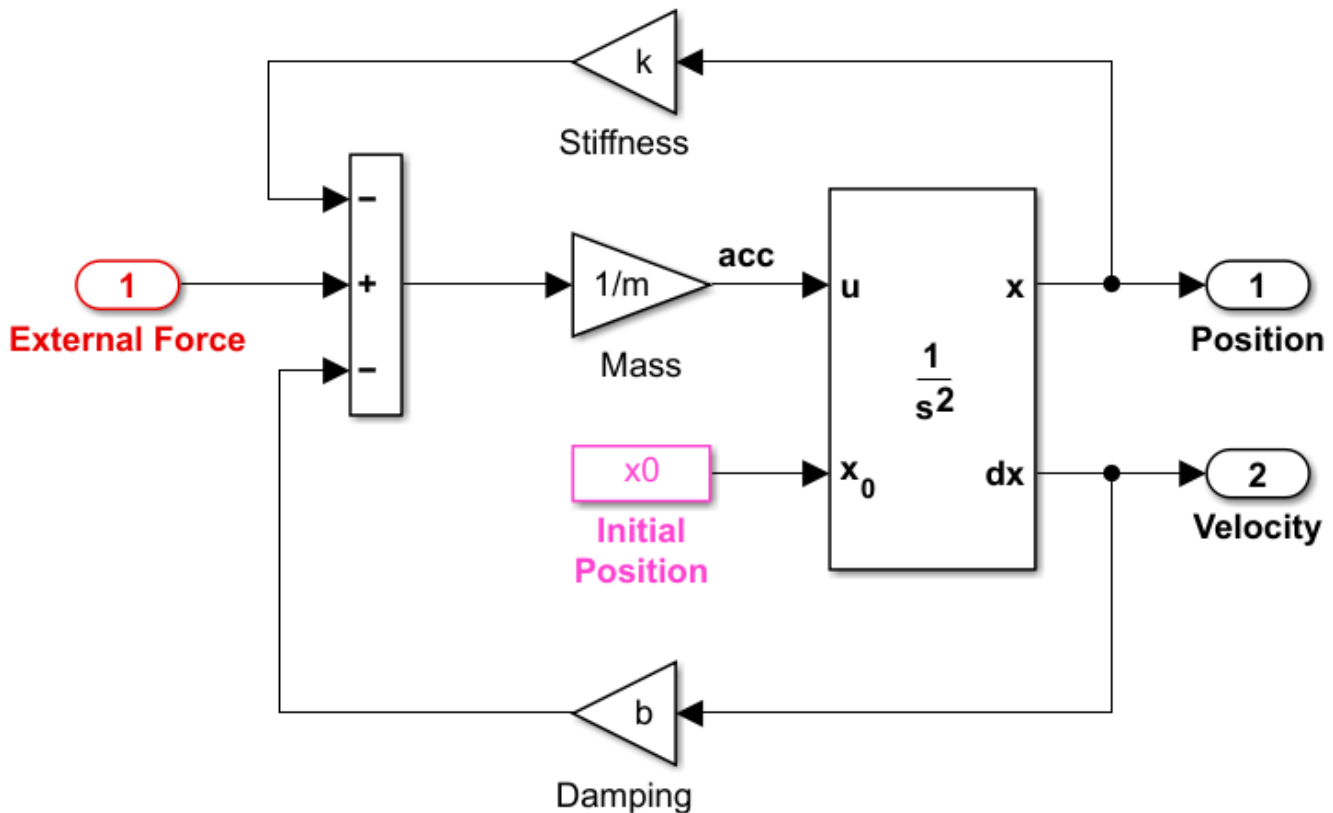 k
Stiffness
−
1
+
External Force
−
1/m
Mass
acc
u
x
1
s²
x₀
dx
1
Position
x0
Initial
Position
2
Velocity
b
Damping